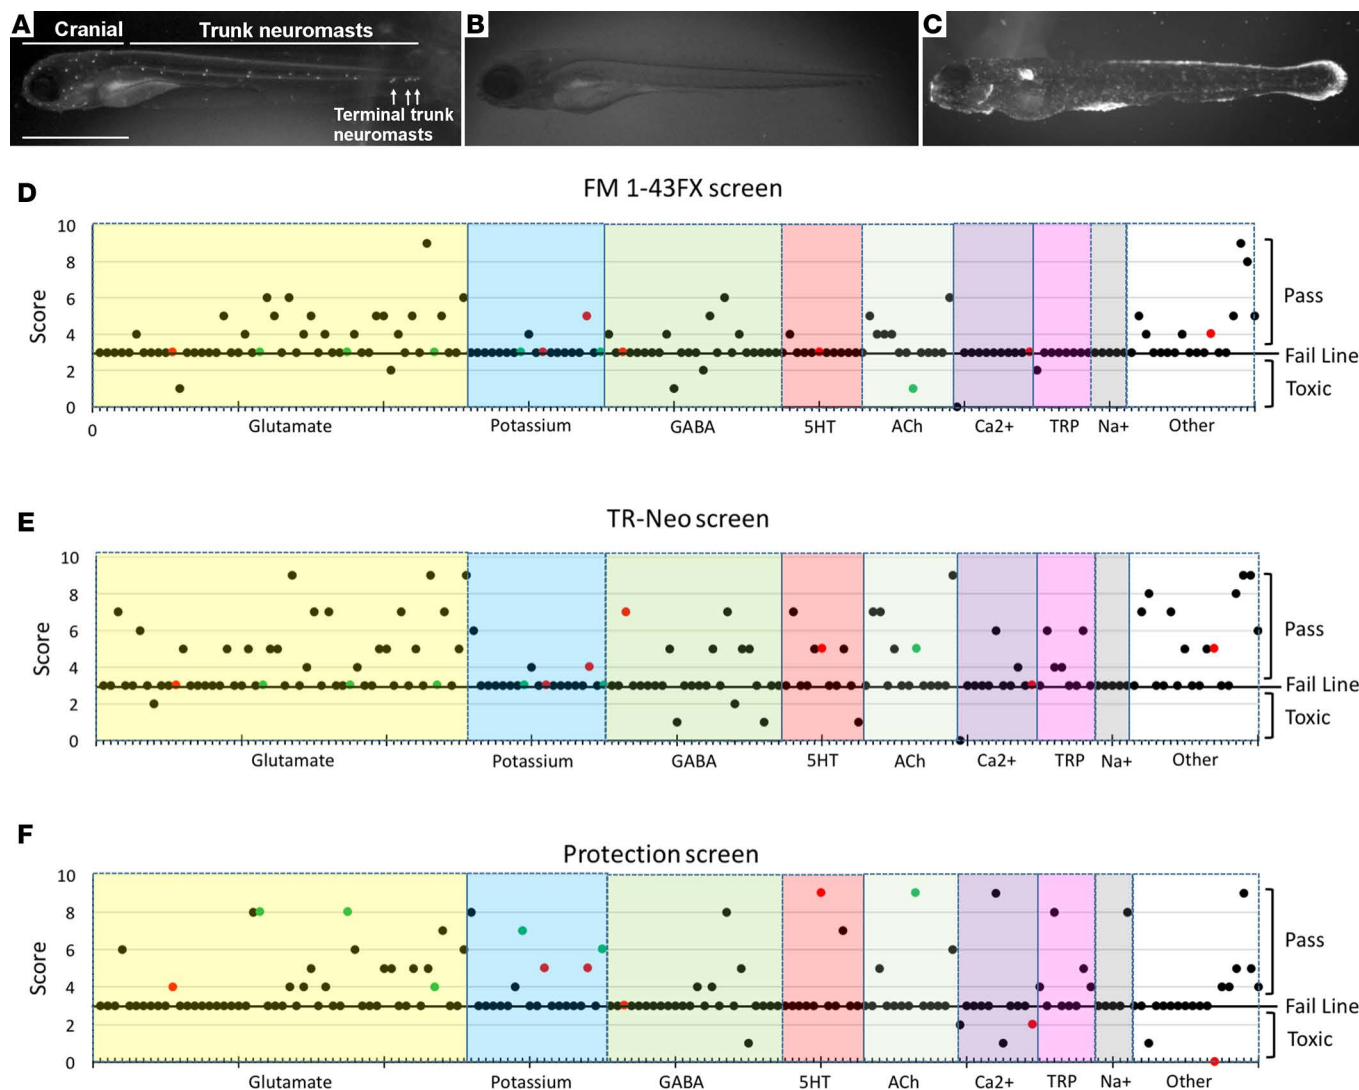 A
Cranial
Trunk neuromasts
Terminal trunk
neuromasts
B
C
D
FM 1-43FX screen
Score
10
8
6
4
2
0
0
Glutamate
Potassium
GABA
5HT
ACh
Ca2+
TRP
Na+
Other
Pass
Fail Line
Toxic
E
TR-Neo screen
Score
10
8
6
4
2
0
Glutamate
Potassium
GABA
5HT
ACh
Ca2+
TRP
Na+
Other
Pass
Fail Line
Toxic
F
Protection screen
Score
10
8
6
4
2
0
Glutamate
Potassium
GABA
5HT
ACh
Ca2+
TRP
Na+
Other
Pass
Fail Line
Toxic